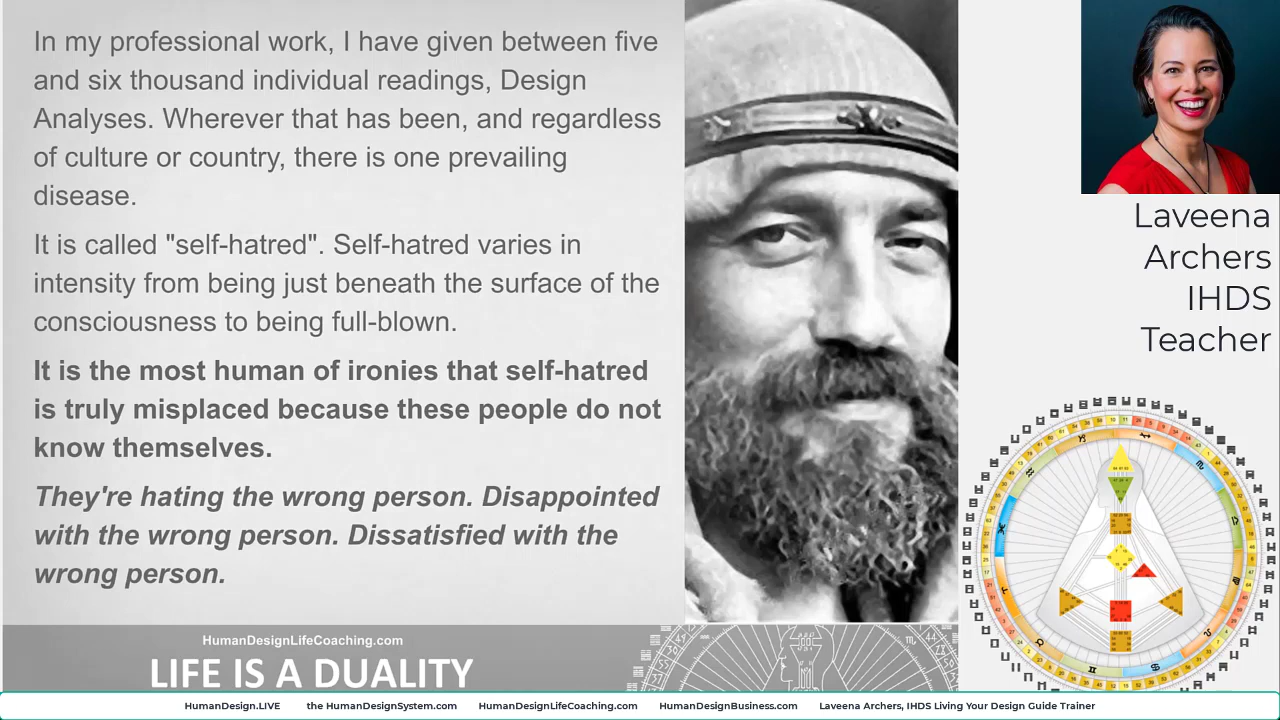 In my professional work, I have given between five
and six thousand individual readings, Design
Analyses. Wherever that has been, and regardless
of culture or country, there is one prevailing
disease.
It is called "self-hatred". Self-hatred varies in
intensity from being just beneath the surface of the
consciousness to being full-blown.
It is the most human of ironies that self-hatred
is truly misplaced because these people do not
know themselves.
They're hating the wrong person. Disappointed
with the wrong person. Dissatisfied with the
wrong person.
HumanDesignLifeCoaching.com
LIFE IS A DUALITY
Laveena
Archers
IHDS
Teacher
HumanDesign.LIVE the HumanDesignSystem.com HumanDesignLifeCoaching.com HumanDesignBusiness.com Laveena Archers, IHDS Living Your Design Guide Trainer